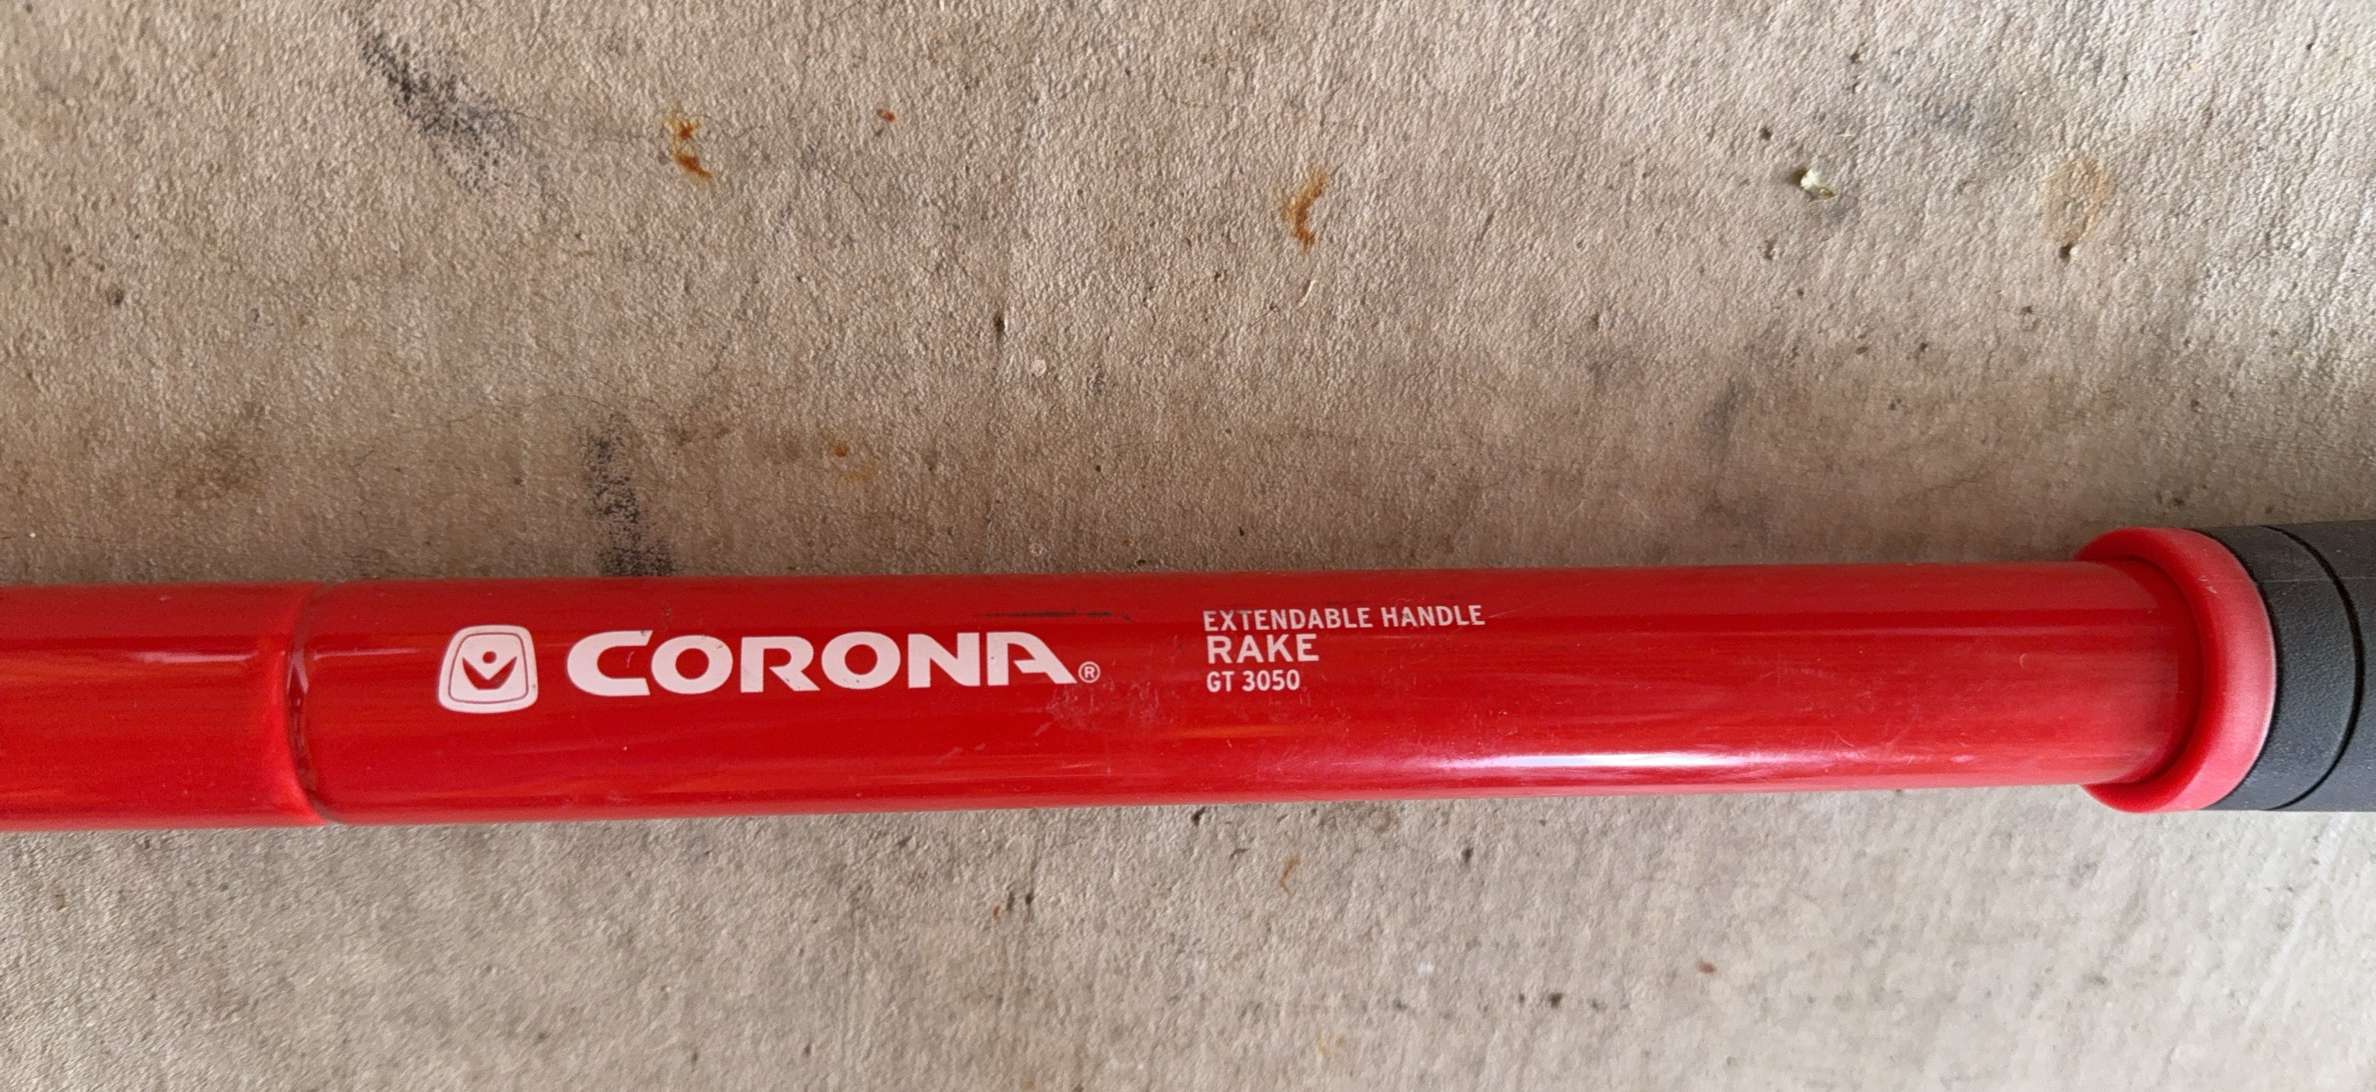 CORONA®
EXTENDABLE HANDLE
RAKE
GT 3050